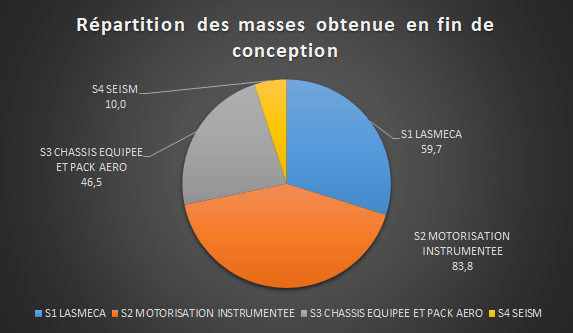 Répartition des masses obtenue en fin de
conception
S4 SEISM
10,0
S1 LASMECA
59,7
S3 CHASSIS EQUIPEE
ET PACK AERO
46,5
S2 MOTORISATION
INSTRUMENTEE
83,8
S1 LASMECA S2 MOTORISATION INSTRUMENTEE S3 CHASSIS EQUIPEE ET PACK AERO S4 SEISM